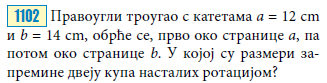 1102 Правоугли троугао с катетама a = 12 cm
и b = 14 cm, обрће се, прво око странице a, па
потом око странице b. У којој су размери за-
премине двеју купа насталих ротацијом?